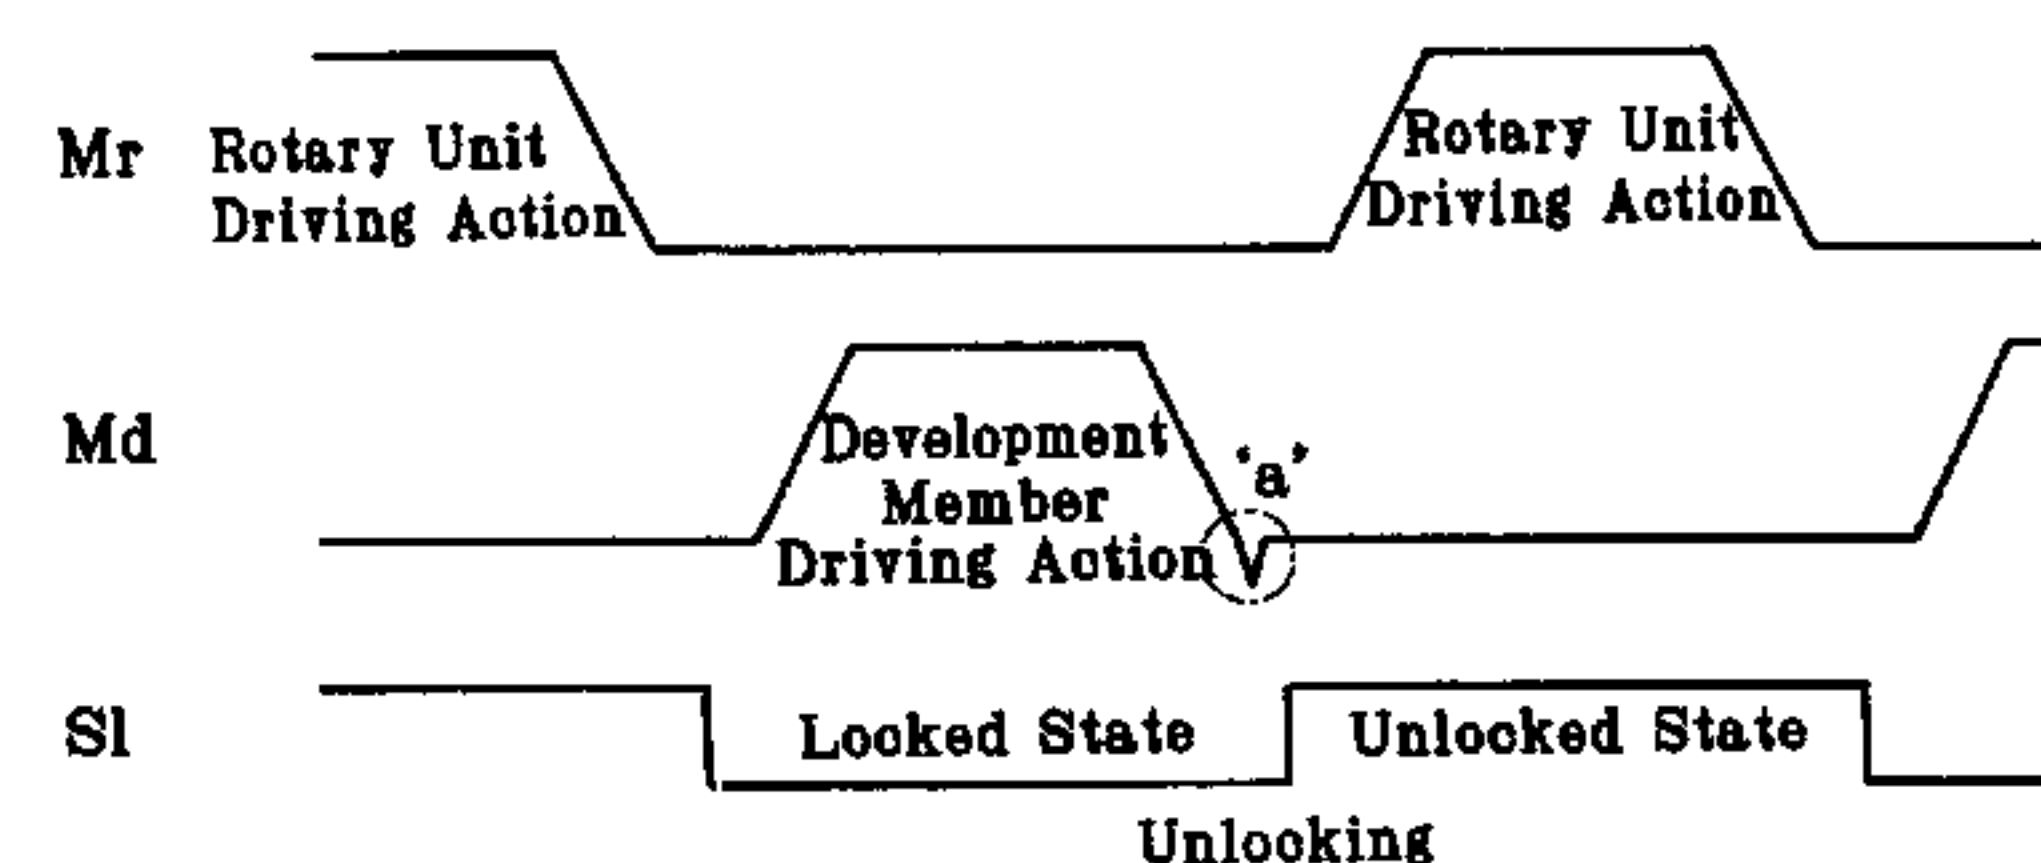 Mr
Rotary Unit
Driving Action
Rotary Unit
Driving Action
Md
Development
Member
Driving Action
'a'
Sl
Locked State
Unlocked State
Unlocking